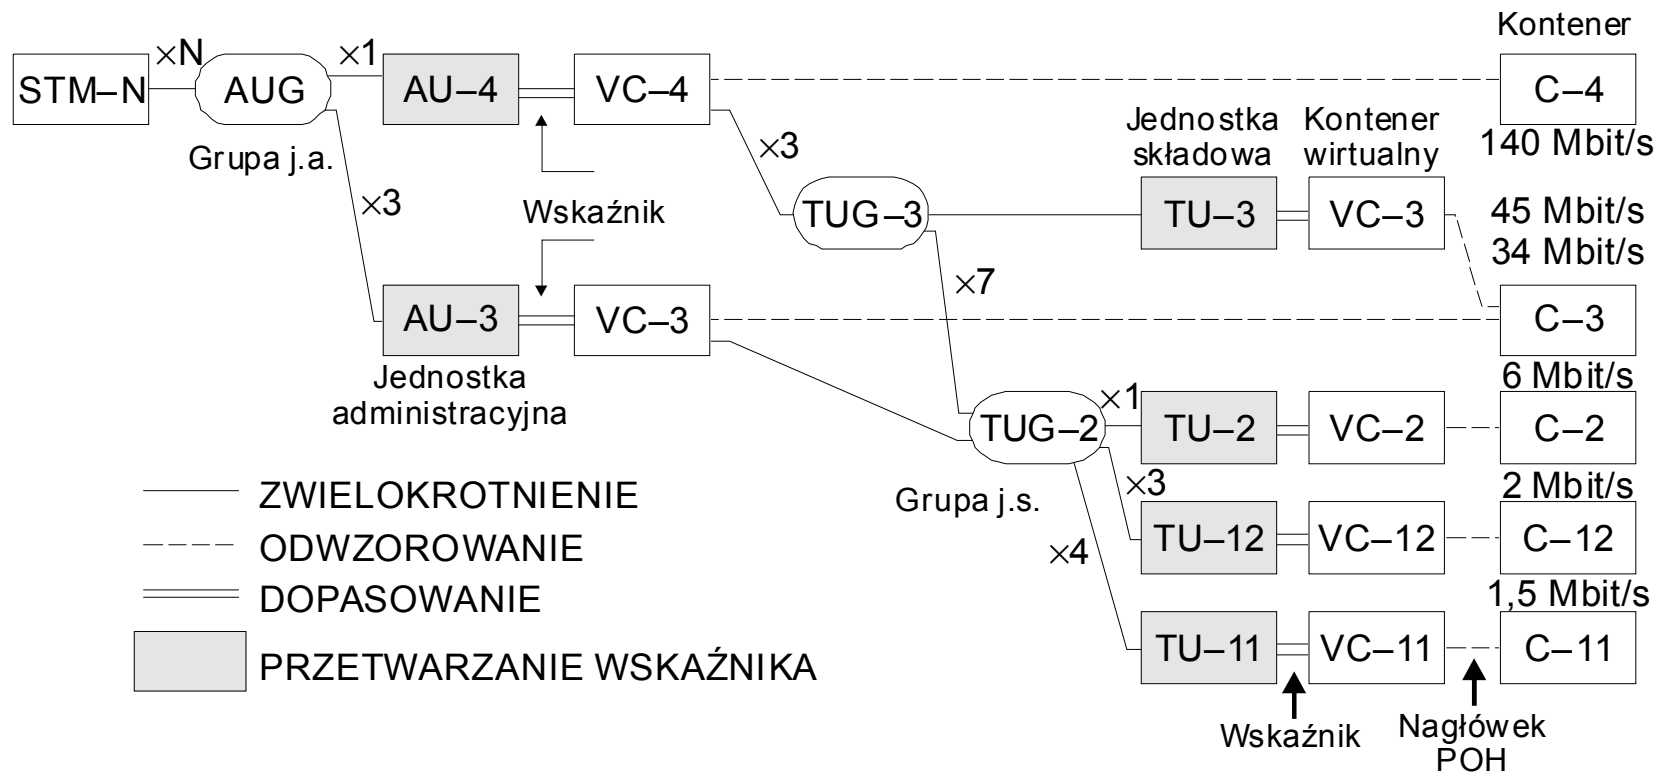 Kontener
×N
×1
STM–N
AUG
AU–4
VC–4
C–4
140 Mbit/s
Grupa j.a.
×3
Jednostka
składowa
Kontener
wirtualny
×3
Wskaźnik
TUG–3
TU–3
VC–3
45 Mbit/s
34 Mbit/s
×7
AU–3
VC–3
C–3
Jednostka
administracyjna
6 Mbit/s
×1
TUG–2
TU–2
VC–2
C–2
2 Mbit/s
×3
Grupa j.s.
ZWIELOKROTNIENIE
ODWZOROWANIE
DOPASOWANIE
PRZETWARZANIE WSKAŹNIKA
×4
TU–12
VC–12
C–12
1,5 Mbit/s
TU–11
VC–11
C–11
Wskaźnik
Nagłówek
POH